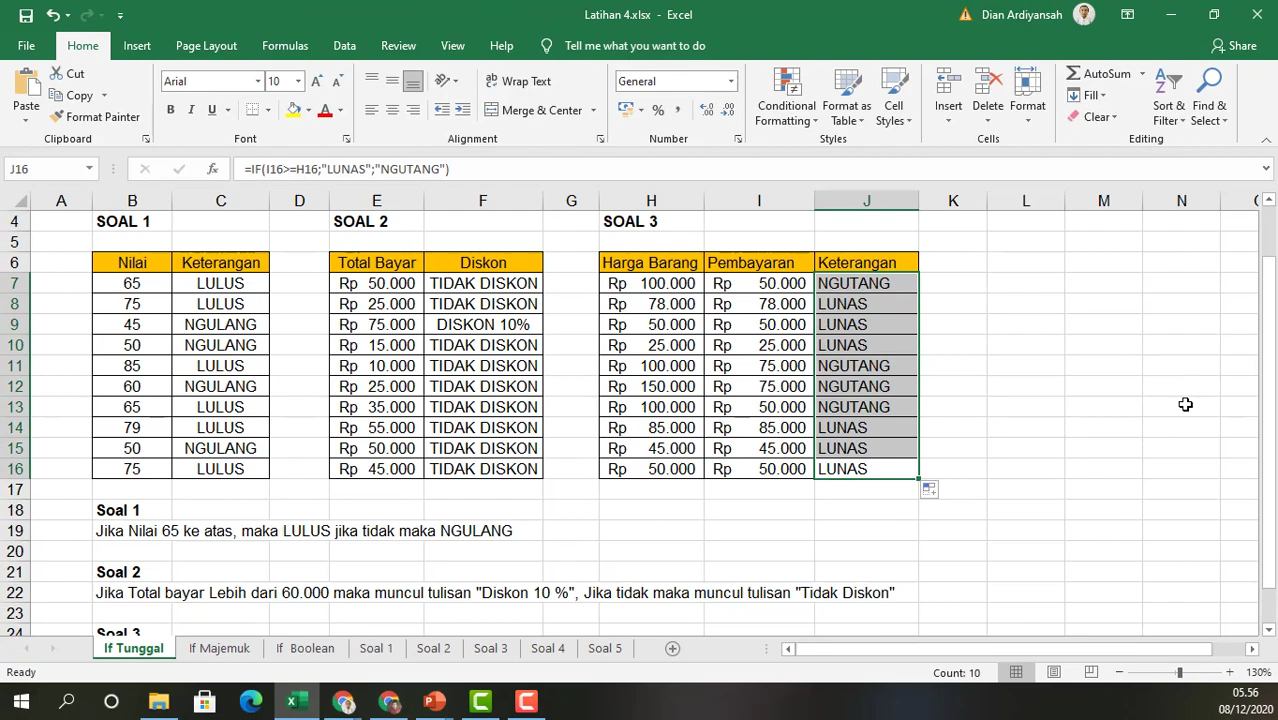 Latihan 4.xlsx - Excel
Dian Ardiyansah
File Home Insert Page Layout Formulas Data Review View Help Tell me what you want to do Share
Paste
Cut
Copy
Format Painter
Clipboard
Arial 10
B I U
Font
Wrap Text
Merge & Center
Alignment
General
Number
Conditional Formatting
Format as Table
Cell Styles
Styles
Insert
Delete
Format
Cells
AutoSum
Fill
Clear
Sort & Filter
Find & Select
Editing
J16 fx =IF(I16>=H16;"LUNAS";"NGUTANG")
A B C D E F G H I J K L M N
4 SOAL 1 SOAL 2 SOAL 3
5
6 Nilai Keterangan Total Bayar Diskon Harga Barang Pembayaran Keterangan
7 65 LULUS Rp 50.000 TIDAK DISKON Rp 100.000 Rp 50.000 NGUTANG
8 75 LULUS Rp 25.000 TIDAK DISKON Rp 78.000 Rp 78.000 LUNAS
9 45 NGULANG Rp 75.000 DISKON 10% Rp 50.000 Rp 50.000 LUNAS
10 50 NGULANG Rp 15.000 TIDAK DISKON Rp 25.000 Rp 25.000 LUNAS
11 85 LULUS Rp 10.000 TIDAK DISKON Rp 100.000 Rp 75.000 NGUTANG
12 60 NGULANG Rp 25.000 TIDAK DISKON Rp 150.000 Rp 75.000 NGUTANG
13 65 LULUS Rp 35.000 TIDAK DISKON Rp 100.000 Rp 50.000 NGUTANG
14 79 LULUS Rp 55.000 TIDAK DISKON Rp 85.000 Rp 85.000 LUNAS
15 50 NGULANG Rp 55.000 TIDAK DISKON Rp 45.000 Rp 45.000 LUNAS
16 75 LULUS Rp 45.000 TIDAK DISKON Rp 50.000 Rp 50.000 LUNAS
17
18 Soal 1
19 Jika Nilai 65 ke atas, maka LULUS jika tidak maka NGULANG
20
21 Soal 2
22 Jika Total bayar Lebih dari 60.000 maka muncul tulisan "Diskon 10 %", Jika tidak maka muncul tulisan "Tidak Diskon"
23
24 Soal 3
If Tunggal If Majemuk If Boolean Soal 1 Soal 2 Soal 3 Soal 4 Soal 5
Ready Count: 10 130%
05.56
08/12/2020